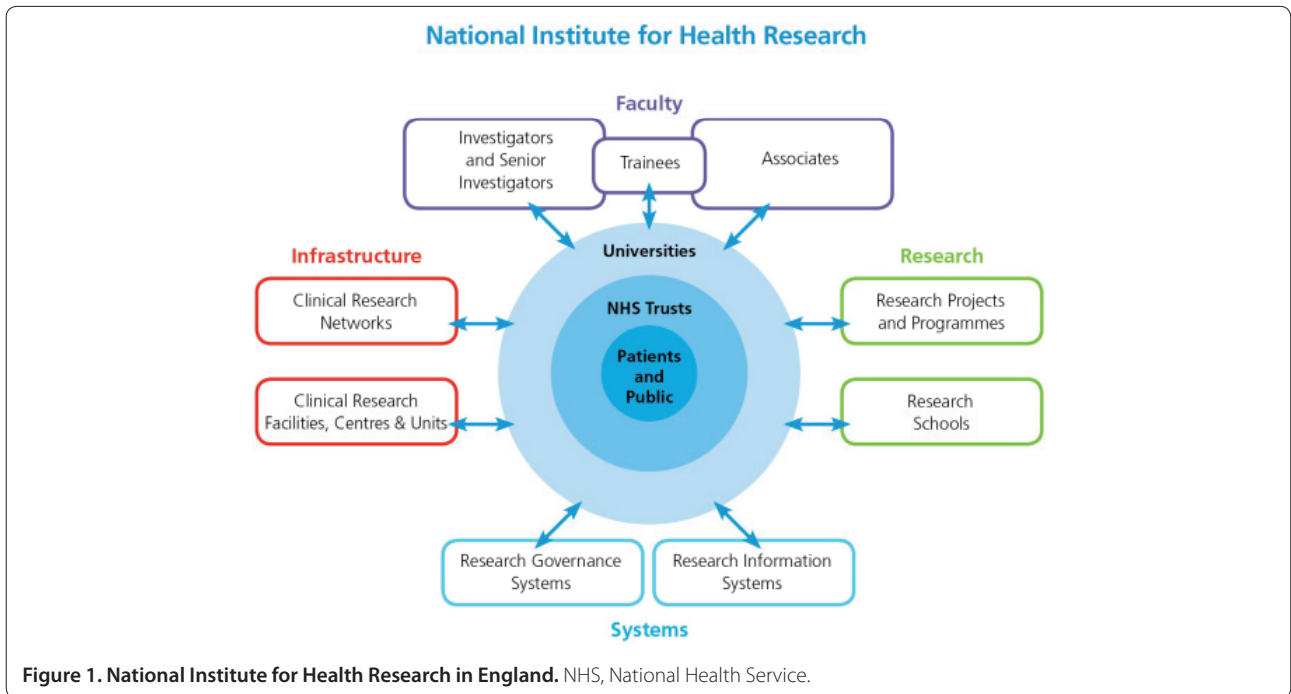 National Institute for Health Research
Faculty
Investigators
and Senior
Investigators
Trainees
Associates
Universities
Infrastructure
Research
Clinical Research
Networks
NHS Trusts
Research Projects
and Programmes
Patients
and
Public
Clinical Research
Facilities, Centres & Units
Research
Schools
Research Governance
Systems
Research Information
Systems
Systems
Figure 1. National Institute for Health Research in England. NHS, National Health Service.